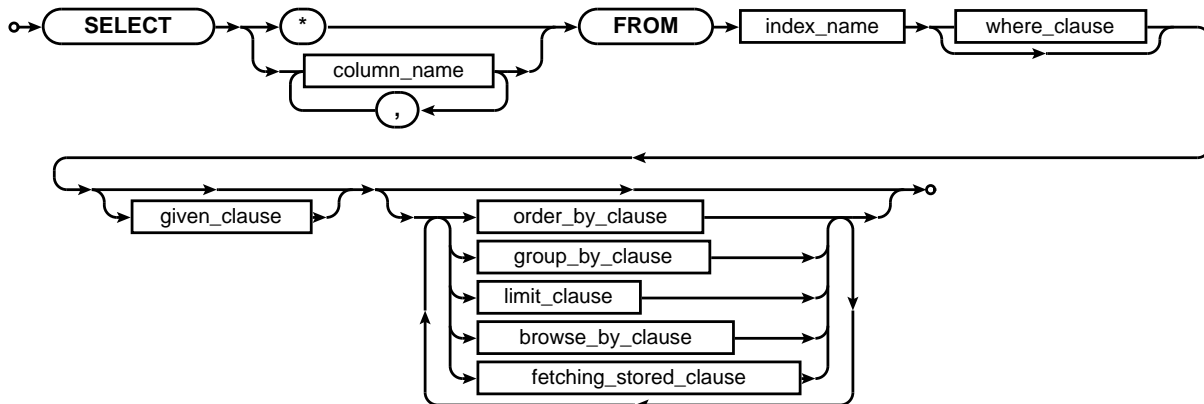 SELECT * FROM index_name where_clause
column_name
,
given_clause order_by_clause
group_by_clause
limit_clause
browse_by_clause
fetching_stored_clause